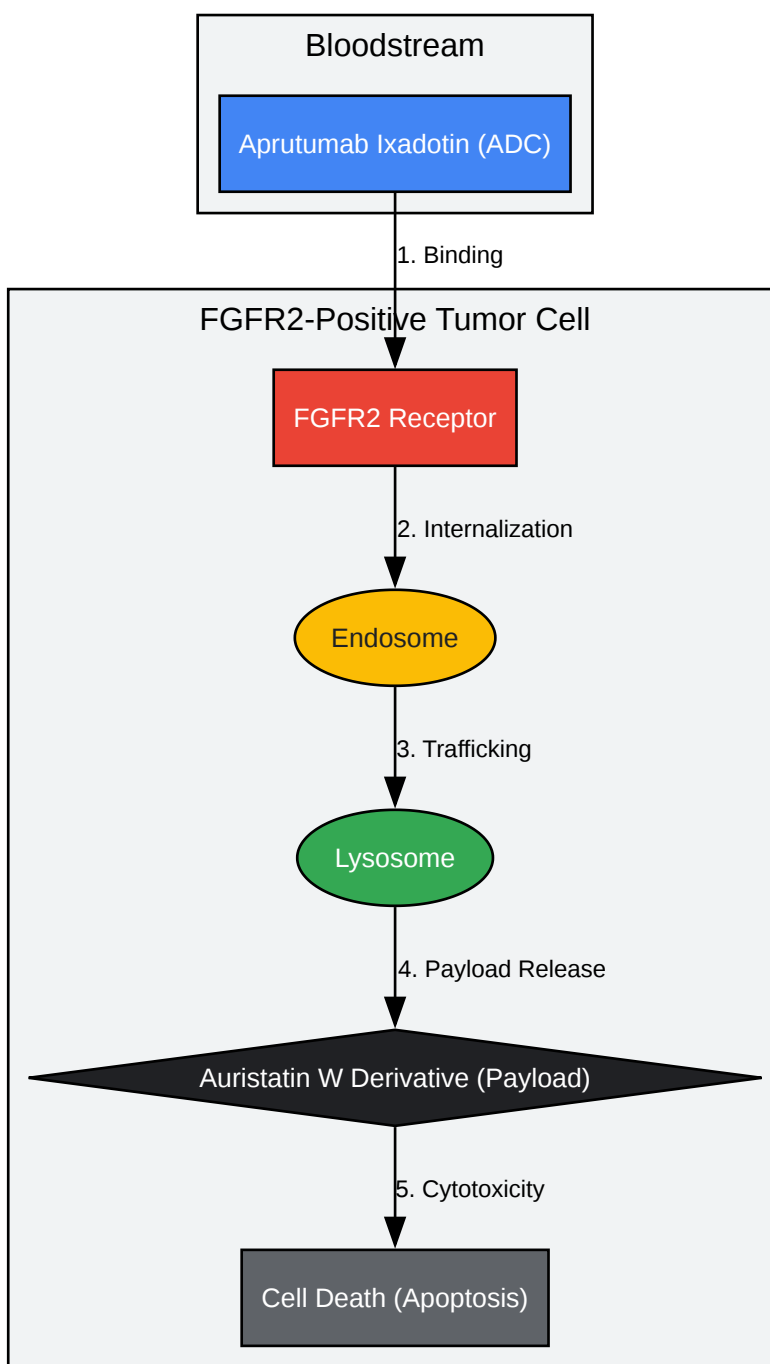 Bloodstream
Aprutumab Ixadotin (ADC)
1. Binding
FGFR2-Positive Tumor Cell
FGFR2 Receptor
2. Internalization
Endosome
3. Trafficking
Lysosome
4. Payload Release
Auristatin W Derivative (Payload)
5. Cytotoxicity
Cell Death (Apoptosis)